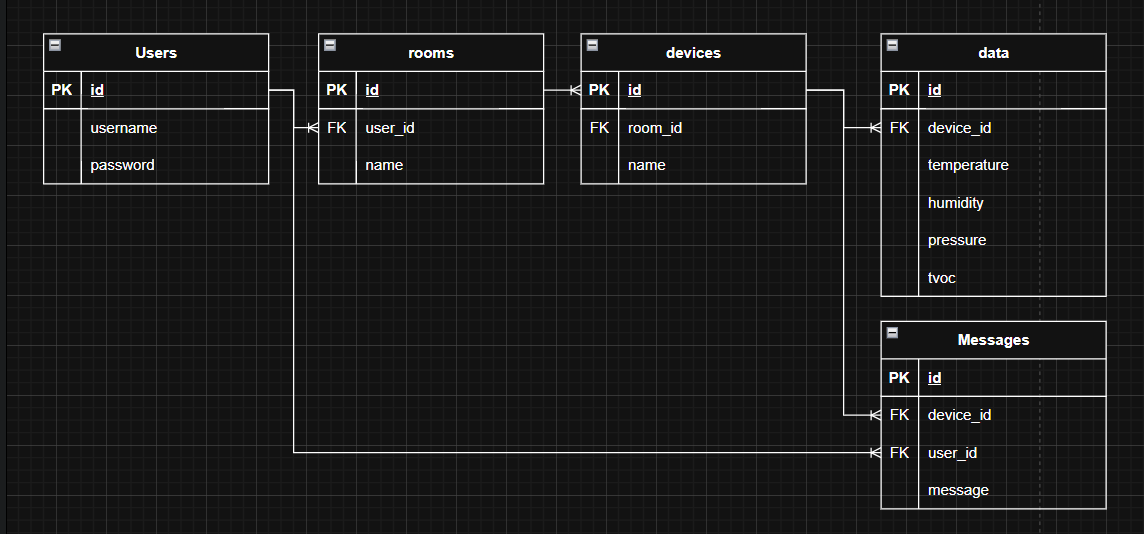 Users
PK id
username
password
rooms
PK id
FK user_id
name
devices
PK id
FK room_id
name
data
PK id
FK device_id
temperature
humidity
pressure
tvoc
Messages
PK id
FK device_id
FK user_id
message